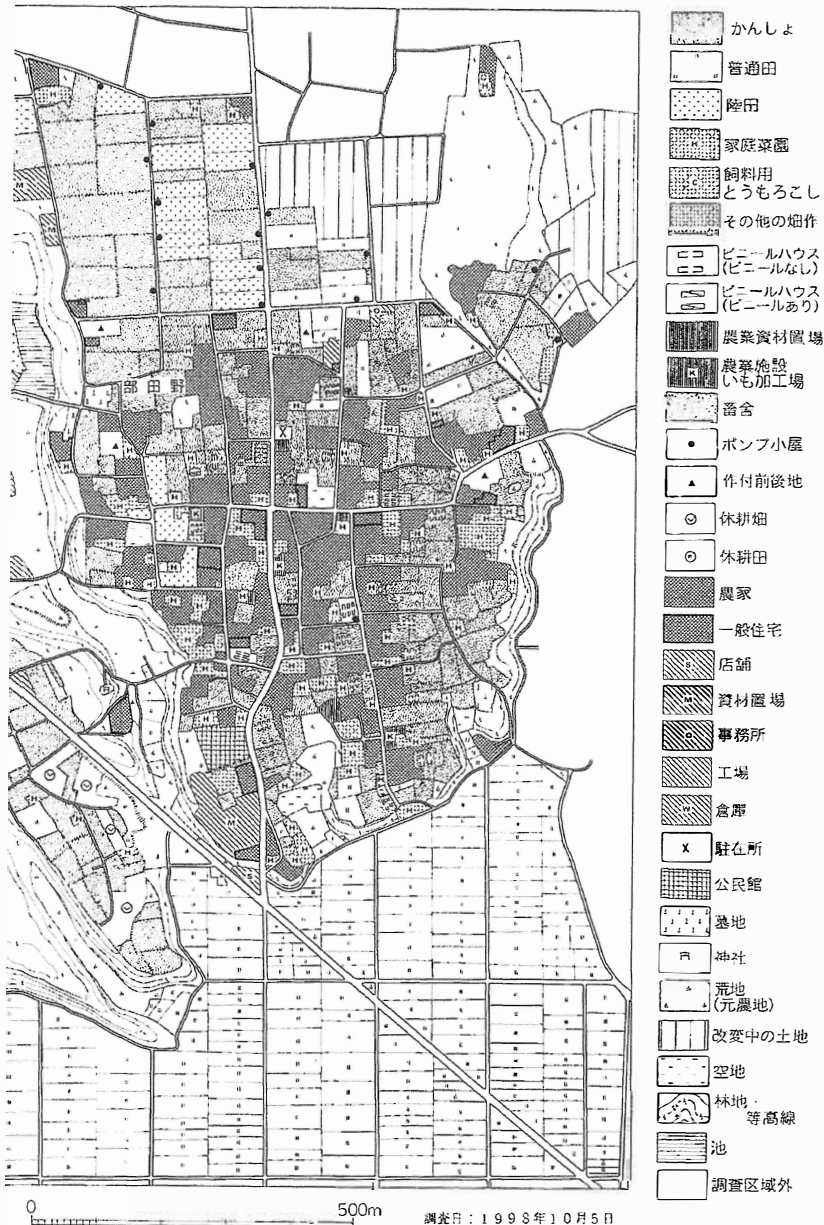 かんしょ
普通田
陸田
家庭菜園
飼料用
とうもろこし
その他の畑作
ビニールハウス
(ビニールなし)
ビニールハウス
(ビニールあり)
農業資材置場
農業施設
いも加工場
畜舎
ポンプ小屋
作付前後地
休耕畑
休耕田
農家
一般住宅
店舗
資材置場
事務所
工場
倉庫
駐在所
公民館
墓地
神社
荒地
(元農地)
改変中の土地
空地
林地・
等高線
池
調査区域外
部田野
0 500m
調査日：1998年10月5日